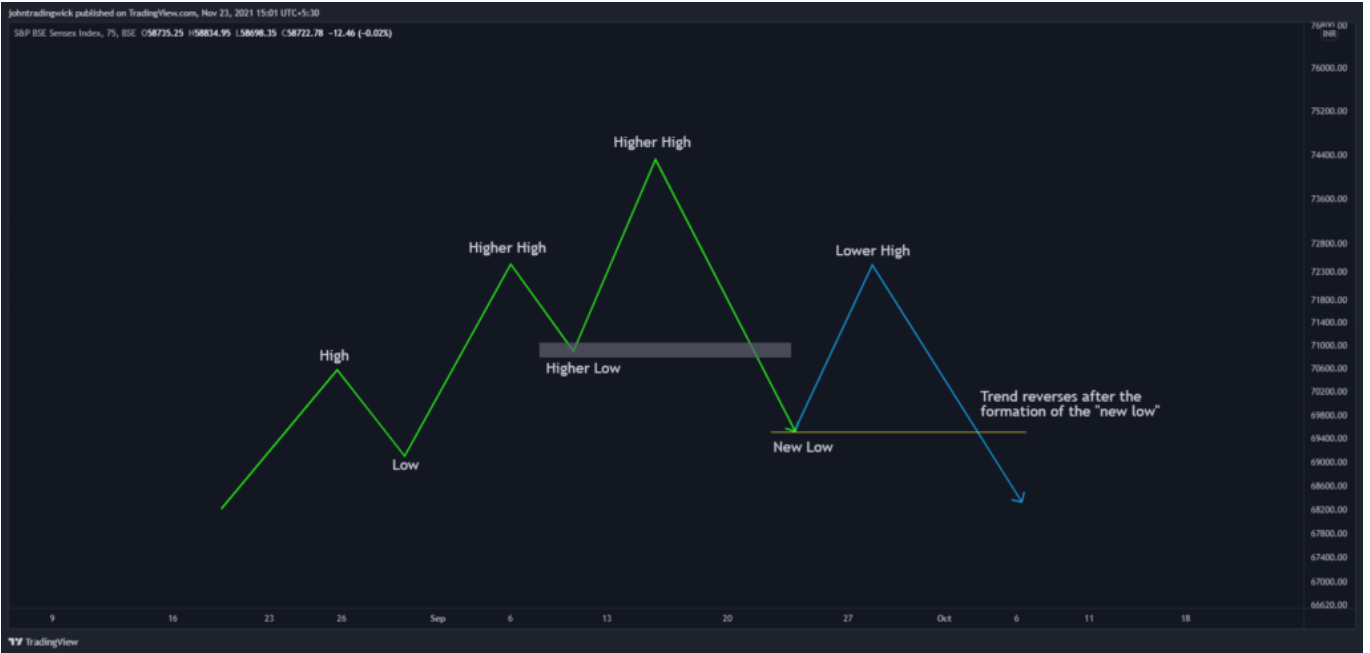 johntradingwick published on TradingView.com, Nov 23, 2021 15:01 UTC+5:30
S&P BSE Sensex Index, 75, BSE O58735.25 H58834.95 L58698.35 C58722.78 −12.46 (−0.02%)
INR
76000.00
75200.00
Higher High
74400.00
73600.00
Higher High
Lower High
72800.00
72300.00
71800.00
71400.00
High
71000.00
Higher Low
70600.00
Trend reverses after the
70200.00
formation of the "new low"
69800.00
New Low
69400.00
Low
69000.00
68600.00
68200.00
67800.00
67400.00
67000.00
66620.00
9 16 23 26 Sep 6 13 20 27 Oct 6 11 18
TradingView